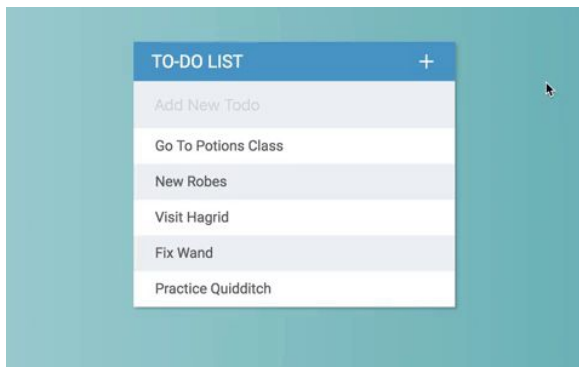 TO-DO LIST +
Add New Todo
Go To Potions Class
New Robes
Visit Hagrid
Fix Wand
Practice Quidditch